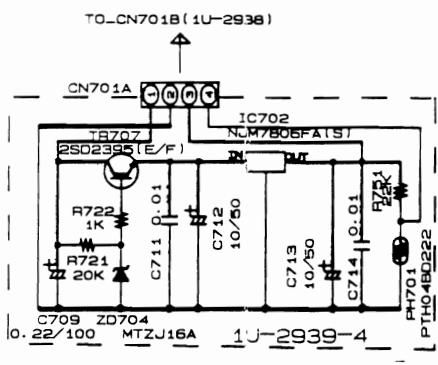 TO_CN701B(1U-2938)
CN701A
1 2 3 4
IC702
NJM7806FA(S)
TR707
2SD2395(E/F)
IN OUT
R751
22K
R722
1K
C711 0.01
C712
10/50
C713
10/50
C714 0.01
R721
20K
PH701
PTH04BD222
C709
0.22/100
ZD704
MTZJ16A
1U-2939-4